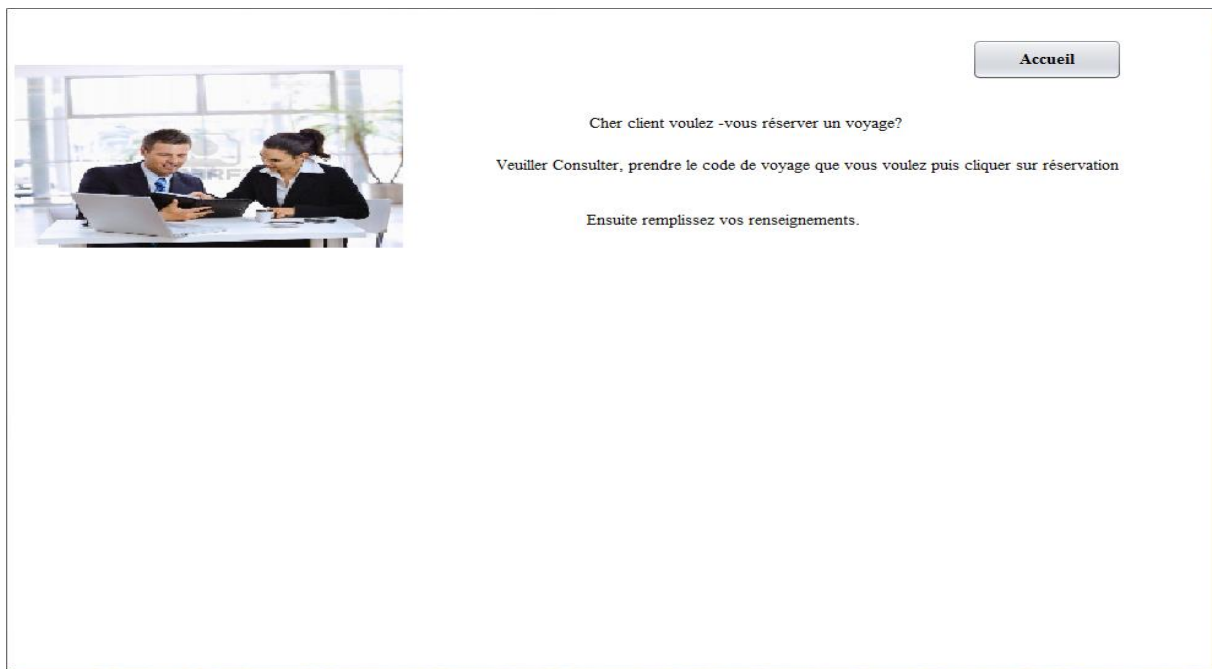 Accueil
Cher client voulez -vous réserver un voyage?
Veuiller Consulter, prendre le code de voyage que vous voulez puis cliquer sur réservation
Ensuite remplissez vos renseignements.